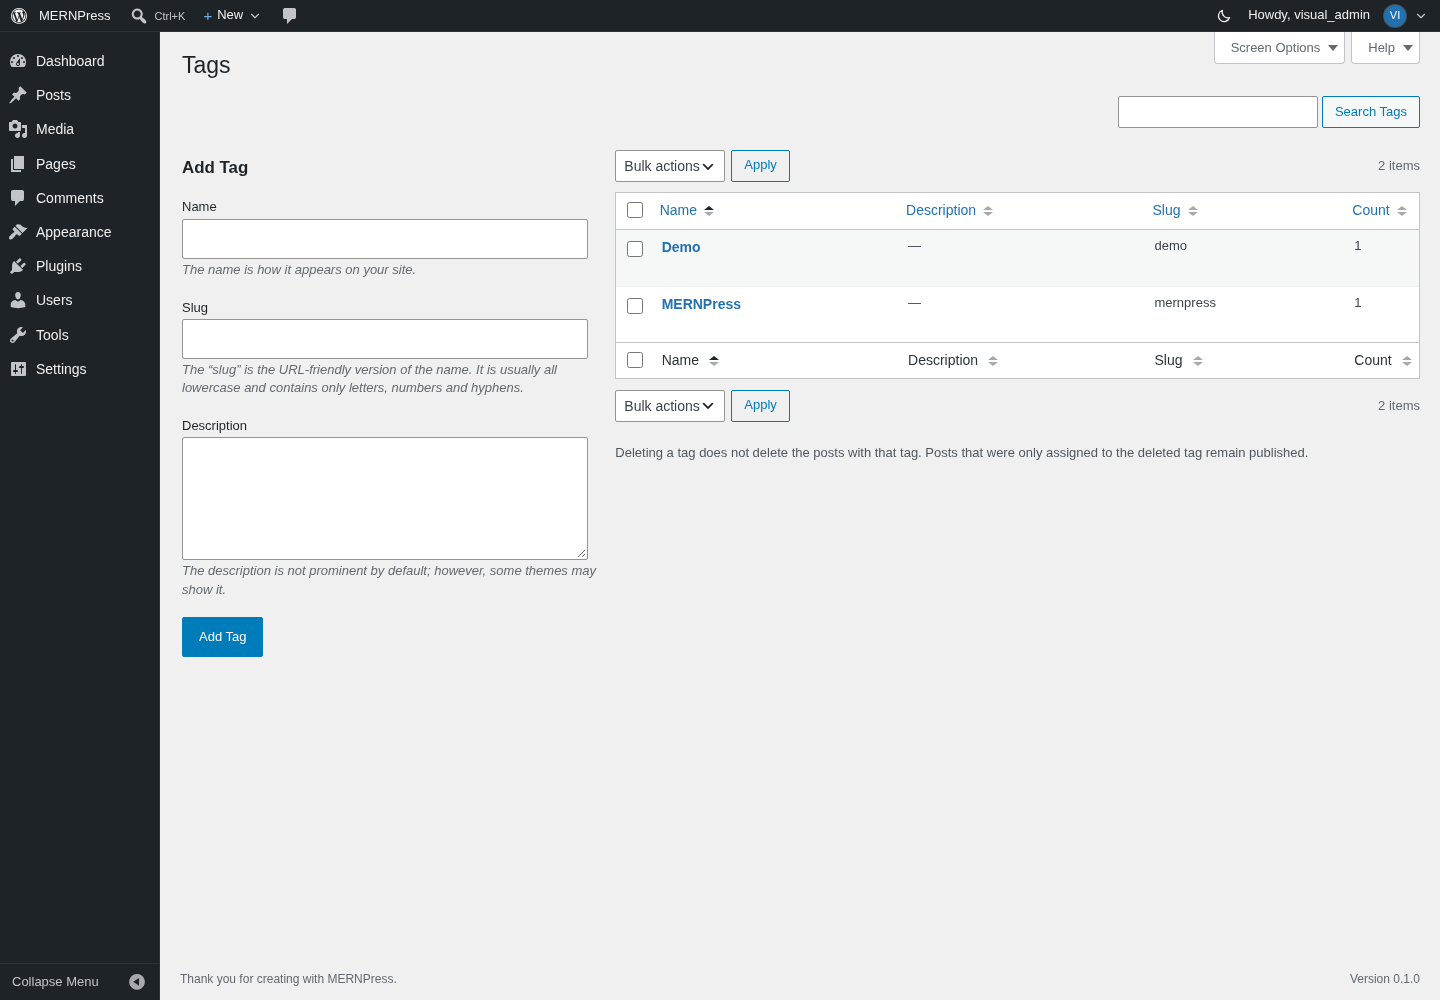 MERNPress Ctrl+K + New Howdy, visual_admin VI
Dashboard
Posts
Media
Pages
Comments
Appearance
Plugins
Users
Tools
Settings
Collapse Menu
Screen Options Help
Tags
Search Tags
Add Tag
Name
The name is how it appears on your site.
Slug
The “slug” is the URL-friendly version of the name. It is usually all
lowercase and contains only letters, numbers and hyphens.
Description
The description is not prominent by default; however, some themes may
show it.
Add Tag
Bulk actions Apply 2 items
Name Description Slug Count
Demo — demo 1
MERNPress — mernpress 1
Name Description Slug Count
Bulk actions Apply 2 items
Deleting a tag does not delete the posts with that tag. Posts that were only assigned to the deleted tag remain published.
Thank you for creating with MERNPress. Version 0.1.0